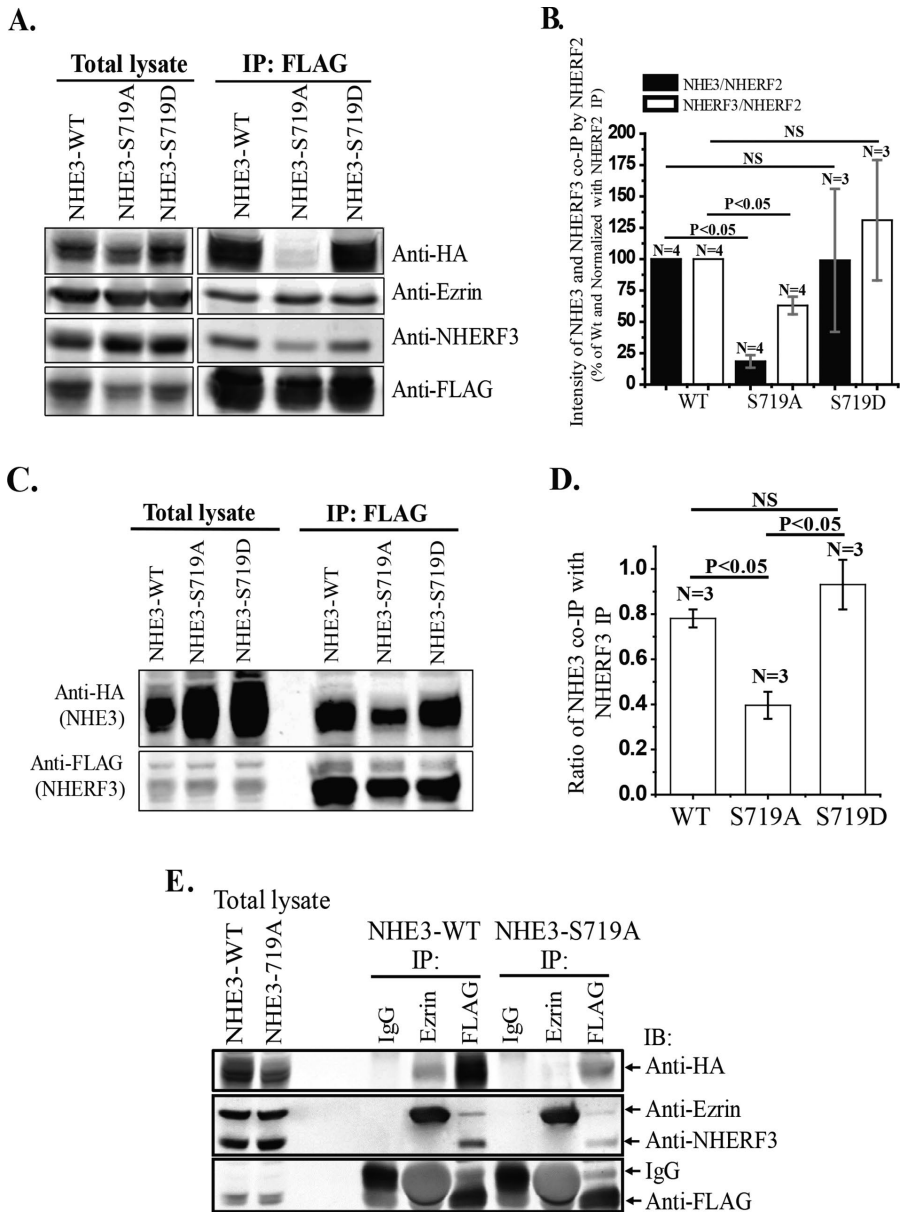 A.
Total lysate
IP: FLAG
NHE3-WT
NHE3-S719A
NHE3-S719D
NHE3-WT
NHE3-S719A
NHE3-S719D
Anti-HA
Anti-Ezrin
Anti-NHERF3
Anti-FLAG
B.
NHE3/NHERF2
NHERF3/NHERF2
Intensity of NHE3 and NHERF3 co-IP by NHERF2
(% of Wt and Normalized with NHERF2 IP)
200
175
150
125
100
75
50
25
0
NS
NS
N=3
N=3
P<0.05
P<0.05
N=4
N=4
N=4
N=4
WT
S719A
S719D
C.
Total lysate
IP: FLAG
NHE3-WT
NHE3-S719A
NHE3-S719D
NHE3-WT
NHE3-S719A
NHE3-S719D
Anti-HA
(NHE3)
Anti-FLAG
(NHERF3)
D.
Ratio of NHE3 co-IP with
NHERF3 IP
1.0
0.8
0.6
0.4
0.2
0.0
NS
P<0.05
P<0.05
N=3
N=3
N=3
WT
S719A
S719D
E.
Total lysate
NHE3-WT
NHE3-719A
NHE3-WT
IP:
NHE3-S719A
IP:
IgG
Ezrin
FLAG
IgG
Ezrin
FLAG
IB:
Anti-HA
Anti-Ezrin
Anti-NHERF3
IgG
Anti-FLAG